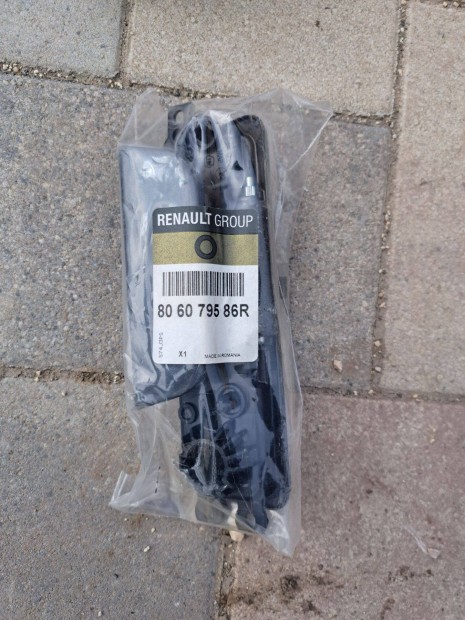 RENAULT GROUP
80 60 795 86R
X1 MADE IN ROMANIA